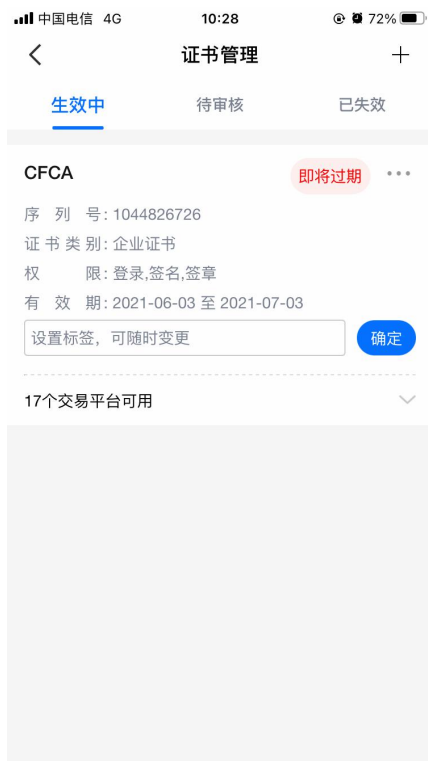 中国电信 4G 10:28 72%
证书管理
生效中 待审核 已失效
CFCA 即将过期
序列号: 1044826726
证书类别: 企业证书
权限: 登录,签名,签章
有效期: 2021-06-03 至 2021-07-03
设置标签，可随时变更 确定
17个交易平台可用